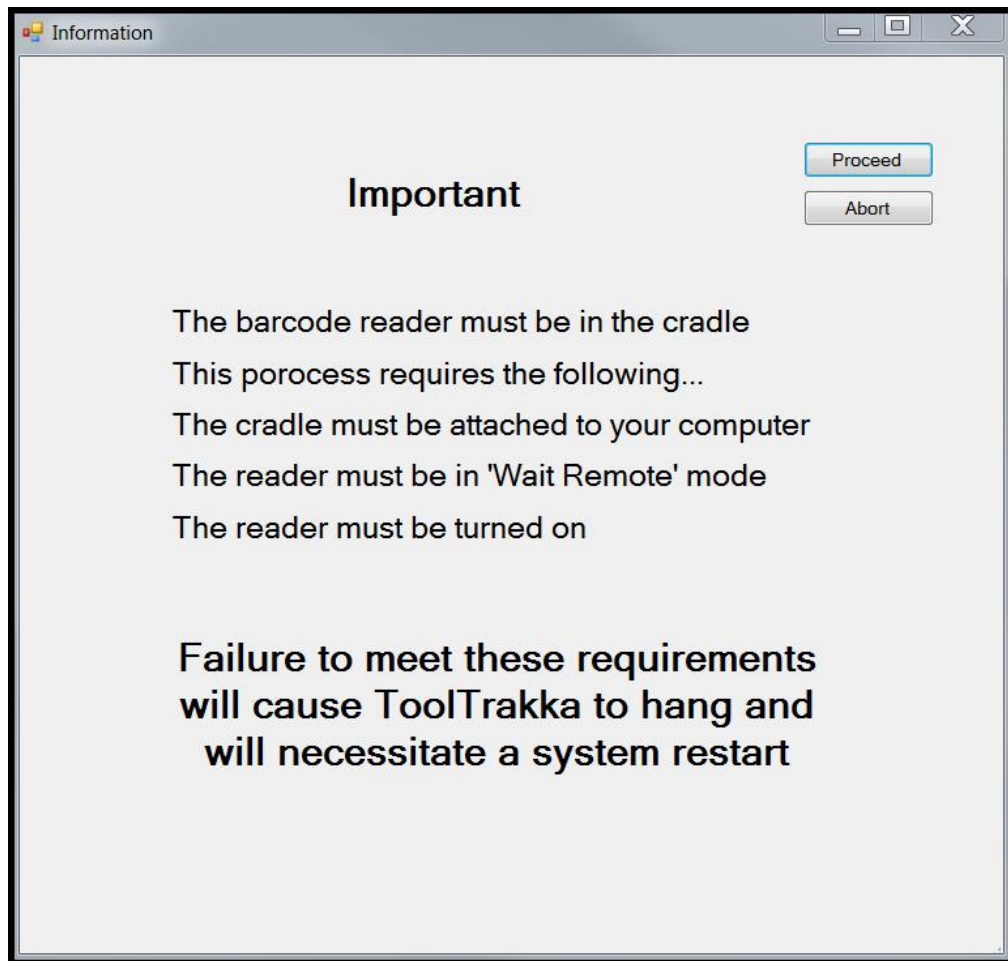 Information
Proceed
Important
Abort
The barcode reader must be in the cradle
This porocess requires the following...
The cradle must be attached to your computer
The reader must be in 'Wait Remote' mode
The reader must be turned on
Failure to meet these requirements
will cause ToolTrakka to hang and
will necessitate a system restart